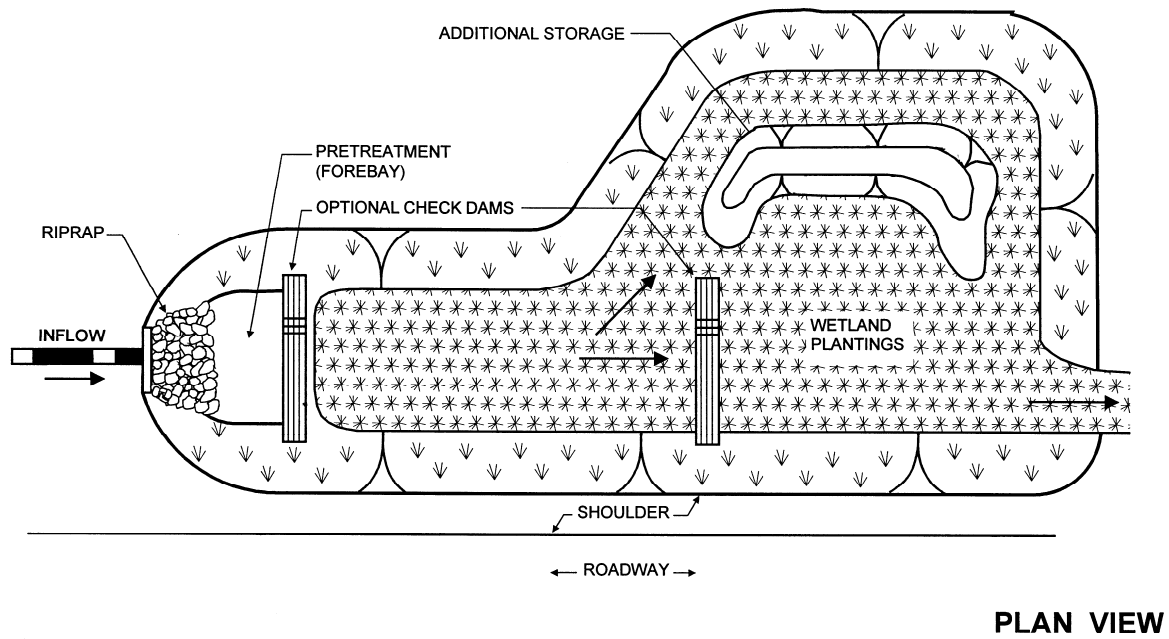 ADDITIONAL STORAGE
PRETREATMENT
(FOREBAY)
OPTIONAL CHECK DAMS
RIPRAP
INFLOW
WETLAND
PLANTINGS
SHOULDER
ROADWAY
PLAN VIEW